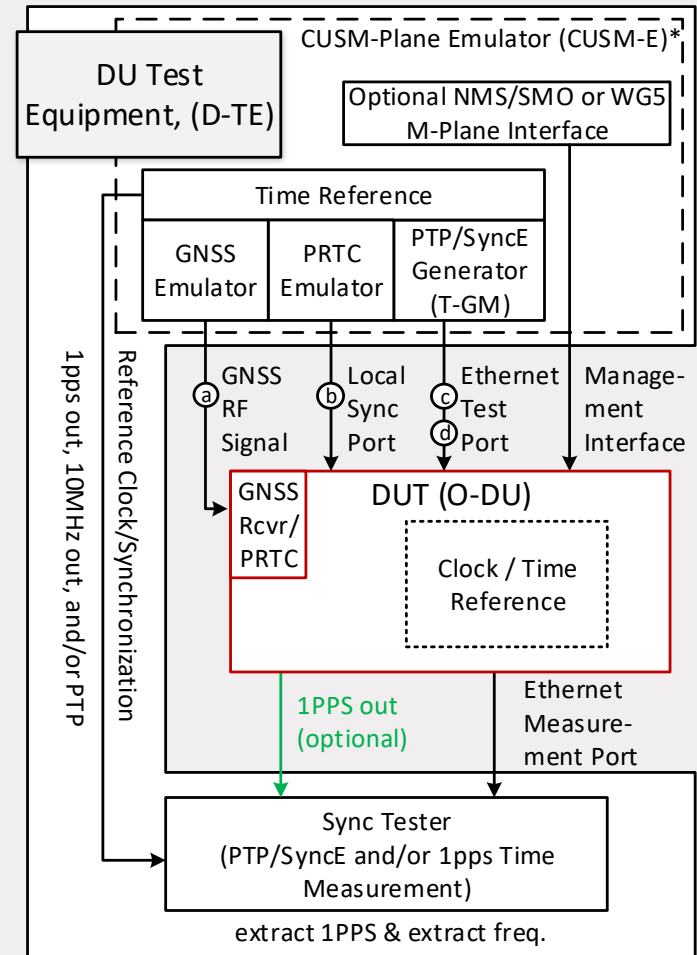 CUSM-Plane Emulator (CUSM-E)*
DU Test
Equipment, (D-TE)
Optional NMS/SMO or WG5
M-Plane Interface
Time Reference
GNSS
Emulator
PRTC
Emulator
PTP/SyncE
Generator
(T-GM)
1pps out, 10MHz out, and/or PTP
Reference Clock/Synchronization
a
GNSS
RF
Signal
b
Local
Sync
Port
c
d
Ethernet
Test
Port
Manage-
ment
Interface
GNSS
Rcvr/
PRTC
DUT (O-DU)
Clock / Time
Reference
1PPS out
(optional)
Ethernet
Measure-
ment Port
Sync Tester
(PTP/SyncE and/or 1pps Time
Measurement)
extract 1PPS & extract freq.